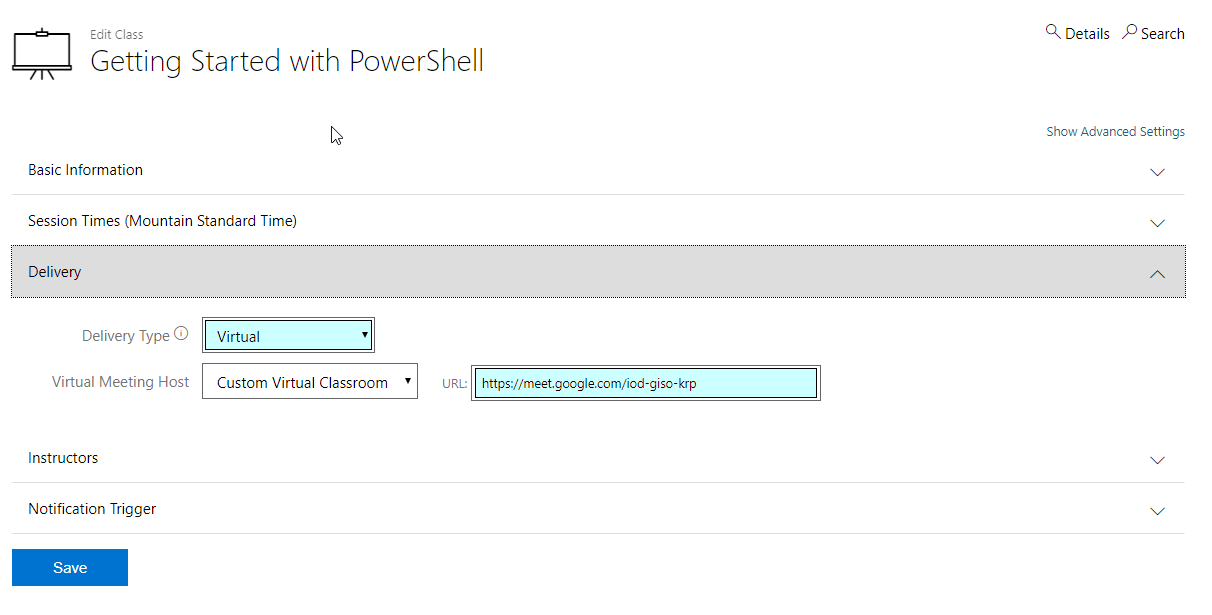 Edit Class
Getting Started with PowerShell
Details Search
Show Advanced Settings
Basic Information
Session Times (Mountain Standard Time)
Delivery
Delivery Type Virtual
Virtual Meeting Host Custom Virtual Classroom URL: https://meet.google.com/iod-giso-krp
Instructors
Notification Trigger
Save